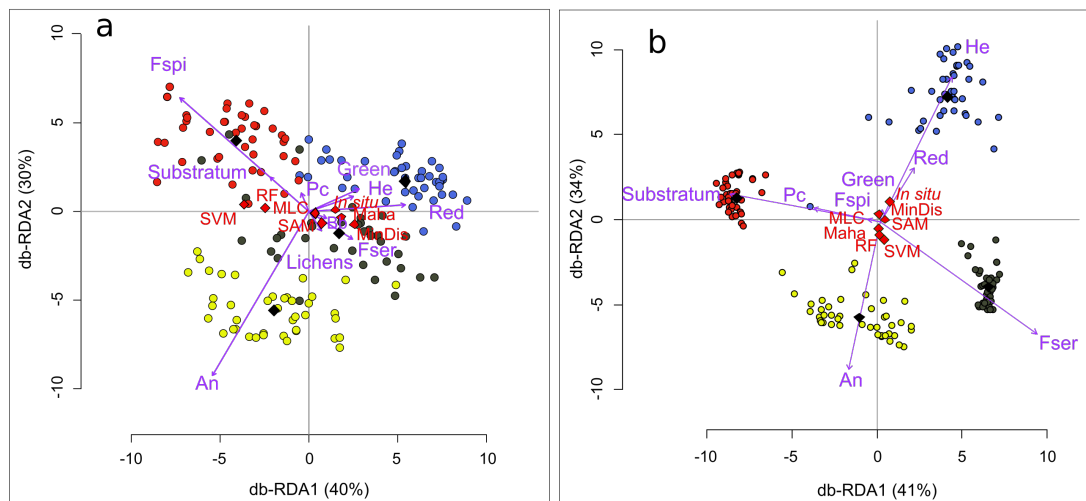 a
10
5
0
-5
-10
db-RDA2 (30%)
Fspi
Substratum
Green
Pc
He
RF
MLC
In situ
Red
SVM
SAM
Maha
MinDis
Fser
Lichens
An
-10
-5
0
5
10
db-RDA1 (40%)
b
10
5
0
-5
-10
db-RDA2 (34%)
He
Red
Green
Substratum
Pc
Fspi
In situ
MinDis
MLC
SAM
Maha
RF
SVM
Fser
An
-10
-5
0
5
10
db-RDA1 (41%)